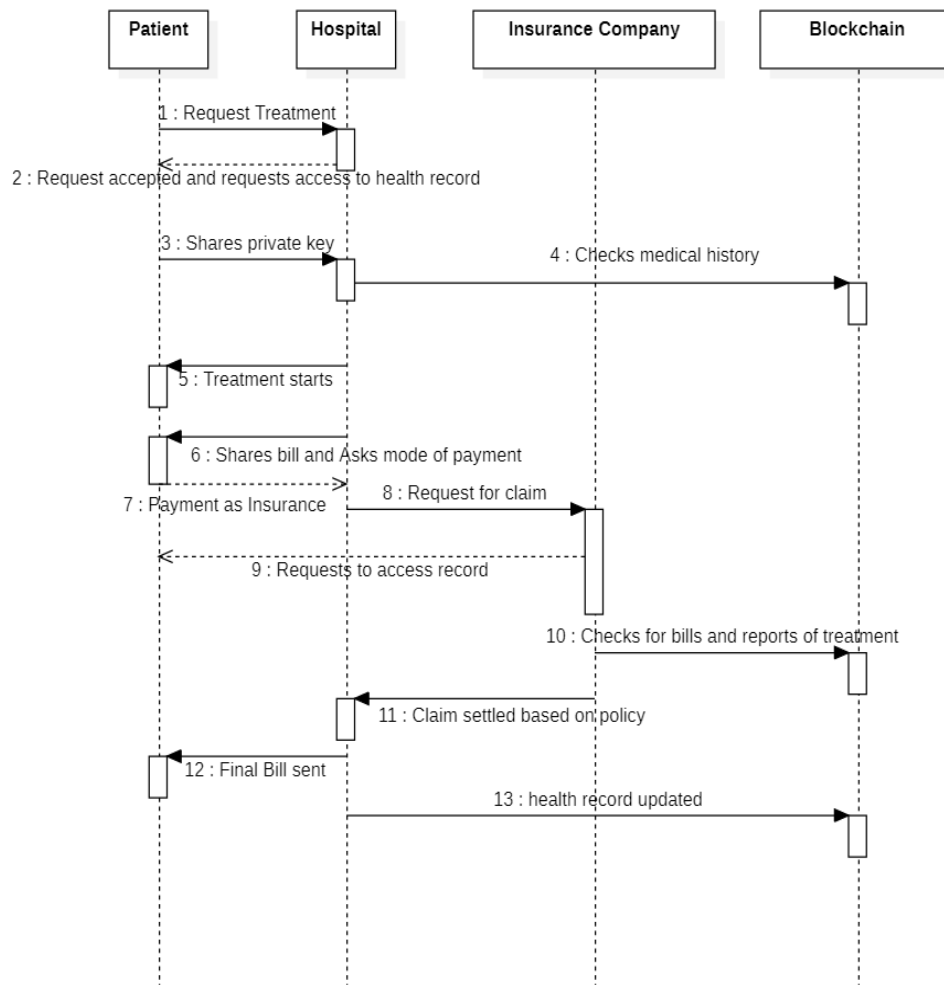 Patient
Hospital
Insurance Company
Blockchain
1 : Request Treatment
2 : Request accepted and requests access to health record
3 : Shares private key
4 : Checks medical history
5 : Treatment starts
6 : Shares bill and Asks mode of payment
7 : Payment as Insurance
8 : Request for claim
9 : Requests to access record
10 : Checks for bills and reports of treatment
11 : Claim settled based on policy
12 : Final Bill sent
13 : health record updated